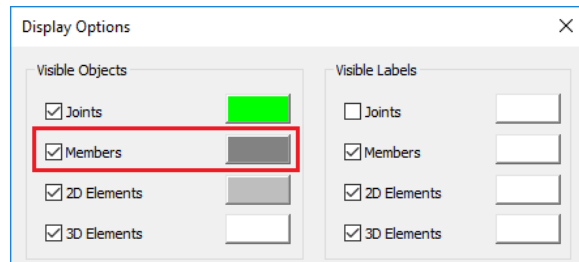 Display Options
Visible Objects
Joints
Members
2D Elements
3D Elements
Visible Labels
Joints
Members
2D Elements
3D Elements